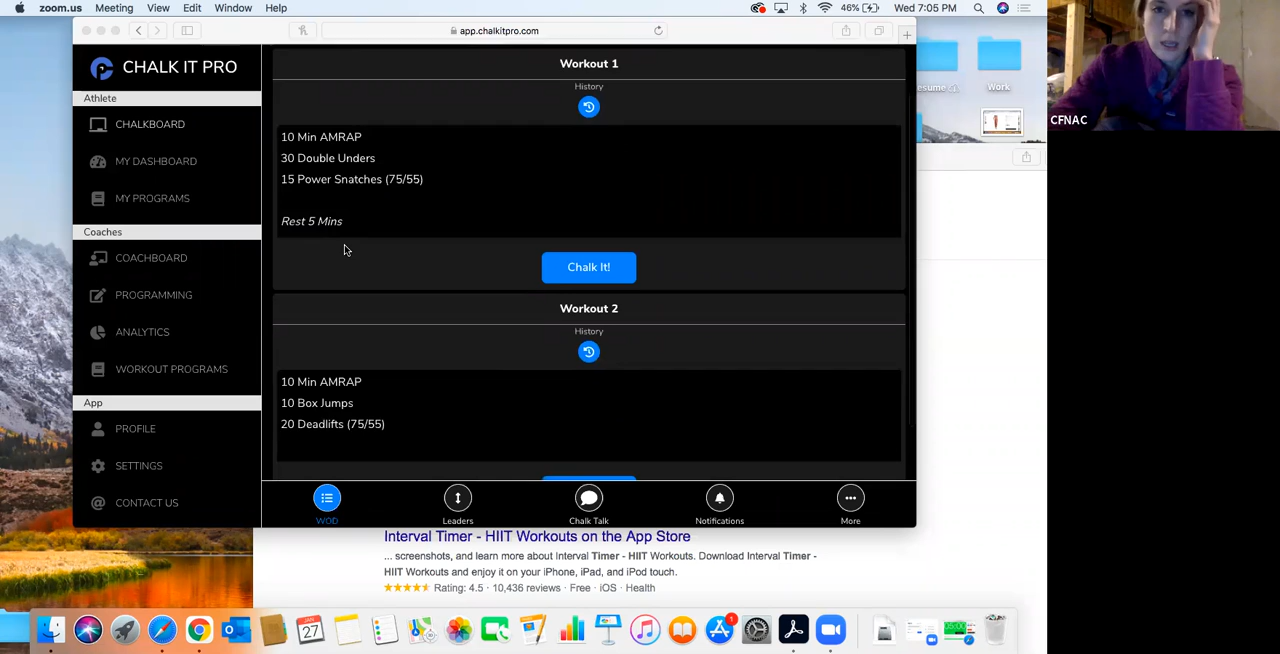 zoom.us Meeting View Edit Window Help
46% Wed 7:05 PM
app.chalkitpro.com
CHALK IT PRO
Athlete
CHALKBOARD
MY DASHBOARD
MY PROGRAMS
Coaches
COACHBOARD
PROGRAMMING
ANALYTICS
WORKOUT PROGRAMS
App
PROFILE
SETTINGS
CONTACT US
Workout 1
History
10 Min AMRAP
30 Double Unders
15 Power Snatches (75/55)
Rest 5 Mins
Chalk It!
Workout 2
History
10 Min AMRAP
10 Box Jumps
20 Deadlifts (75/55)
WOD
Leaders
Chalk Talk
Notifications
More
esume
Work
CFNAC
Interval Timer - HIIT Workouts on the App Store
... screenshots, and learn more about Interval Timer - HIIT Workouts. Download Interval Timer -
HIIT Workouts and enjoy it on your iPhone, iPad, and iPod touch.
Rating: 4.5 · 10,436 reviews · Free · iOS · Health
JAN
27
1
05:00